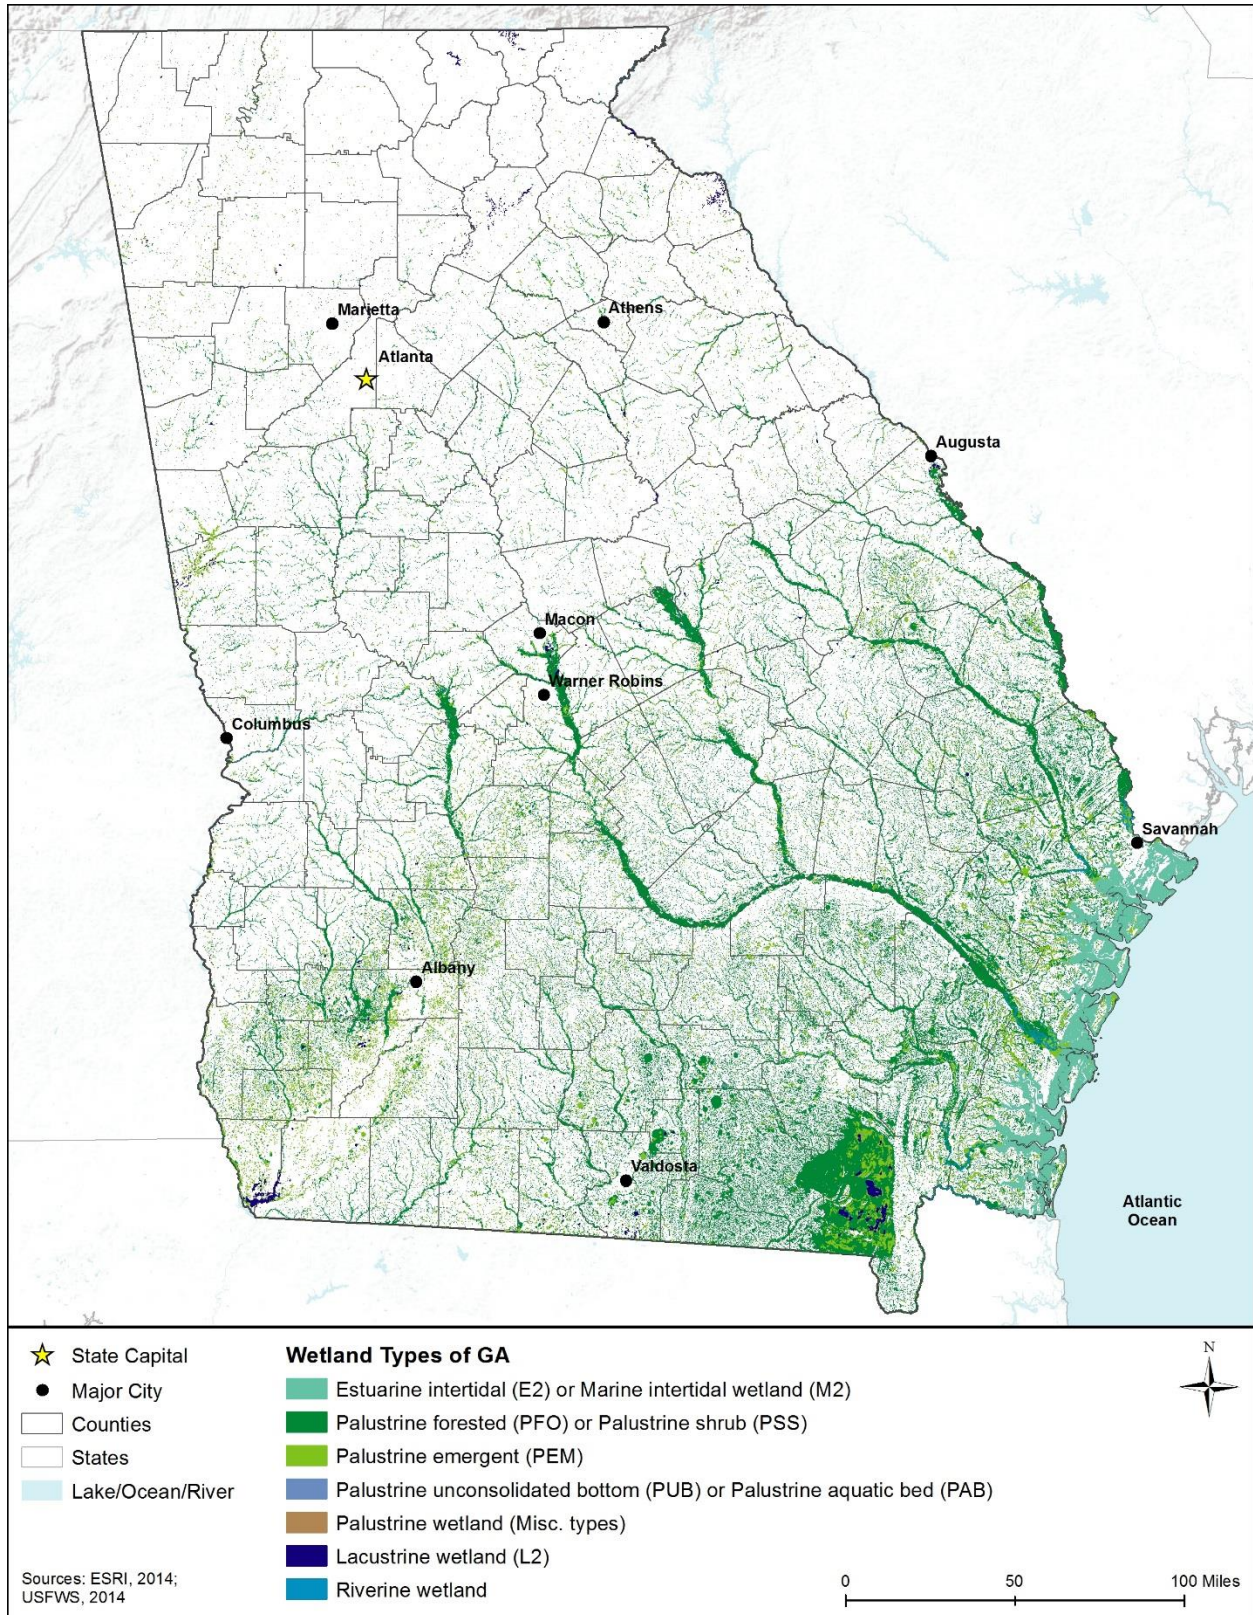 Marietta
Athens
Atlanta
Augusta
Macon
Warner Robins
Columbus
Savannah
Albany
Valdosta
Atlantic
Ocean
State Capital
Major City
Counties
States
Lake/Ocean/River
Sources: ESRI, 2014;
USFWS, 2014
Wetland Types of GA
Estuarine intertidal (E2) or Marine intertidal wetland (M2)
Palustrine forested (PFO) or Palustrine shrub (PSS)
Palustrine emergent (PEM)
Palustrine unconsolidated bottom (PUB) or Palustrine aquatic bed (PAB)
Palustrine wetland (Misc. types)
Lacustrine wetland (L2)
Riverine wetland
N
0 50 100 Miles